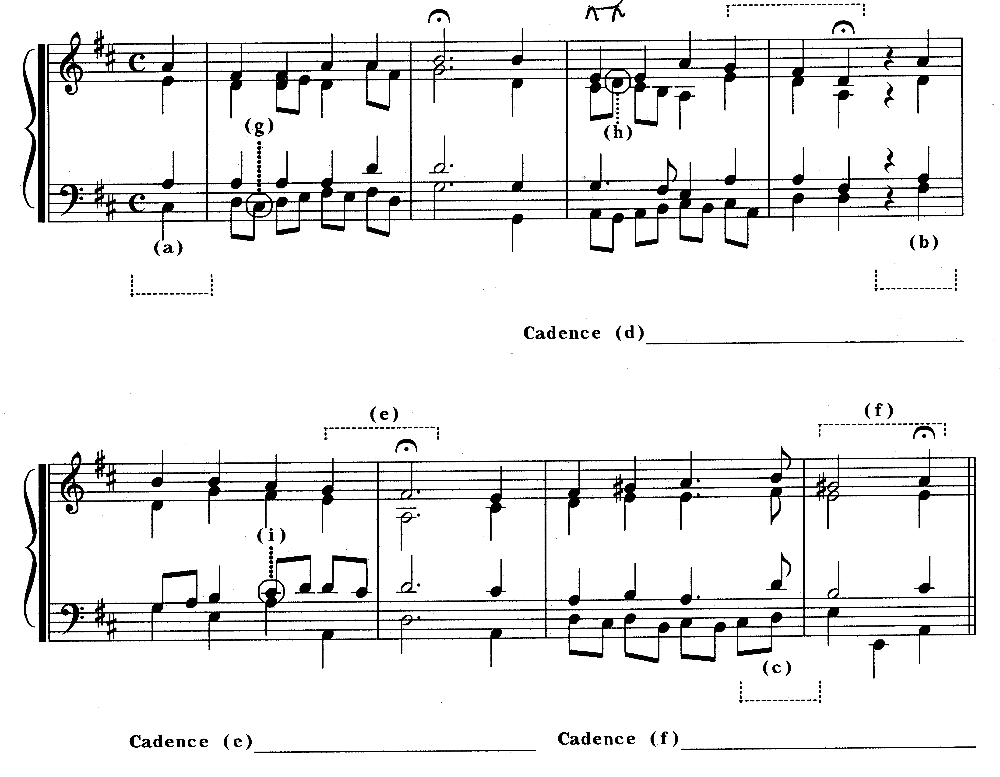 (g)
(h)
(a)
(b)
Cadence (d)
(e)
(f)
(i)
(c)
Cadence (e)
Cadence (f)